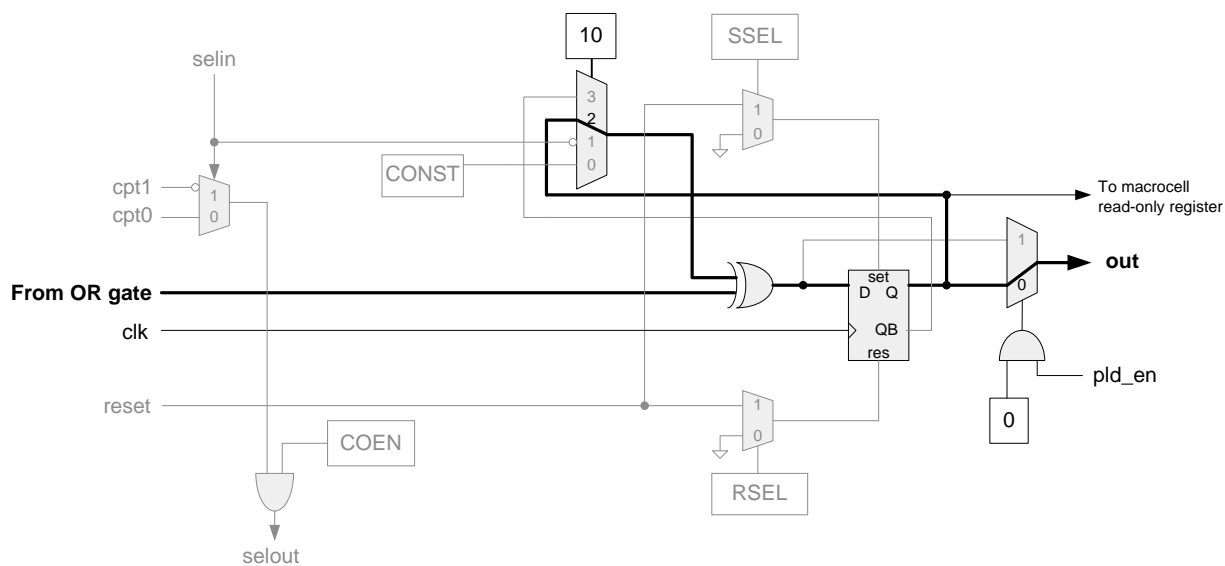 10
SSEL
selin
3
2
1
0
1
0
CONST
cpt1
cpt0
1
0
To macrocell
read-only register
1
0
out
From OR gate
set
D Q
QB
res
clk
pld_en
reset
1
0
0
COEN
RSEL
selout